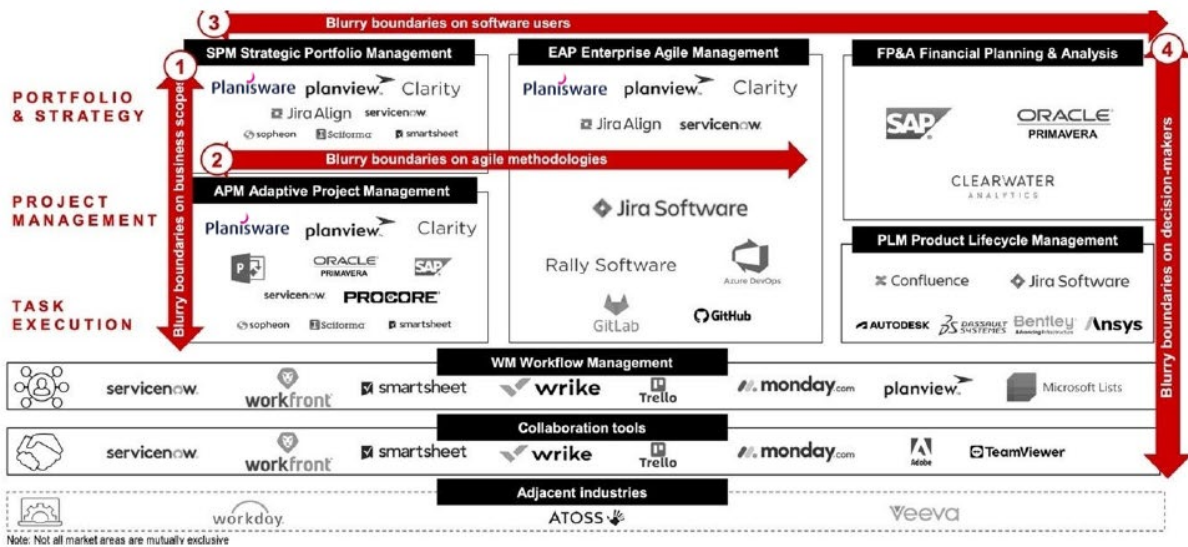 3 Blurry boundaries on software users
SPM Strategic Portfolio Management
EAP Enterprise Agile Management
FP&A Financial Planning & Analysis
4
1
Blurry boundaries on business scopes
PORTFOLIO
& STRATEGY
Planisware planview Clarity
Jira Align servicenow
sopheon Sciforma smartsheet
Planisware planview Clarity
Jira Align servicenow
SAP ORACLE
PRIMAVERA
CLEARWATER
ANALYTICS
2 Blurry boundaries on agile methodologies
APM Adaptive Project Management
PROJECT
MANAGEMENT
Planisware planview Clarity
P ORACLE
PRIMAVERA
SAP
servicenow PROCORE
TASK
EXECUTION
sopheon Sciforma smartsheet
Jira Software
Rally Software
Azure DevOps
GitLab
GitHub
PLM Product Lifecycle Management
Confluence Jira Software
AUTODESK DS DASSAULT
SYSTEMES
Bentley
Advancing Infrastructure
Ansys
Blurry boundaries on decision-makers
WM Workflow Management
servicenow workfront smartsheet wrike Trello monday.com planview Microsoft Lists
Collaboration tools
servicenow workfront smartsheet wrike Trello monday.com Adobe TeamViewer
Adjacent industries
workday ATOSS Veeva
Note: Not all market areas are mutually exclusive